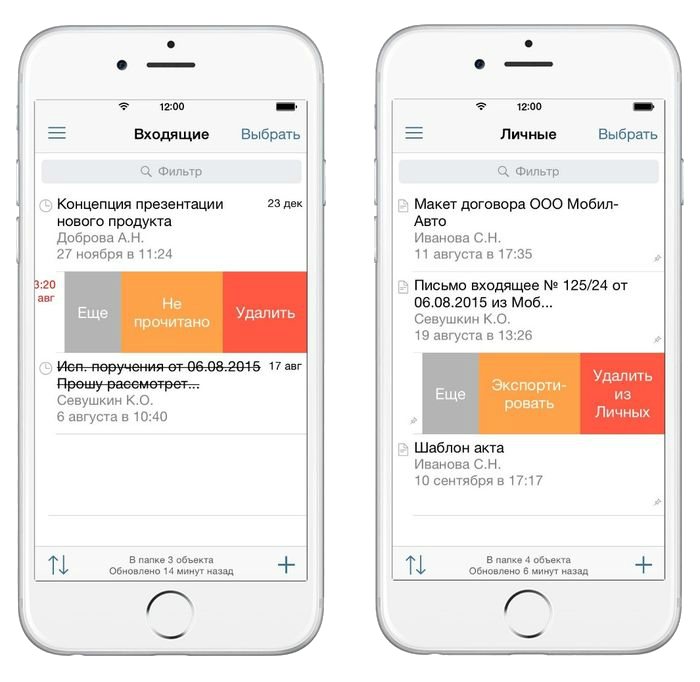 12:00
Входящие
Выбрать
Фильтр
Концепция презентации
нового продукта
23 дек
Доброва А.Н.
27 ноября в 11:24
3:20
авг
Еще
Не
прочитано
Удалить
Исп. поручения от 06.08.2015
Прошу рассмотрет...
17 авг
Севушкин К.О.
6 августа в 10:40
В папке 3 объекта
Обновлено 14 минут назад
12:00
Личные
Выбрать
Фильтр
Макет договора ООО Мобил-
Авто
Иванова С.Н.
11 августа в 17:35
Письмо входящее № 125/24 от
06.08.2015 из Моб...
Севушкин К.О.
19 августа в 13:26
Еще
Экспорти-
ровать
Удалить
из
Личных
Шаблон акта
Иванова С.Н.
10 сентября в 17:17
В папке 4 объекта
Обновлено 6 минут назад